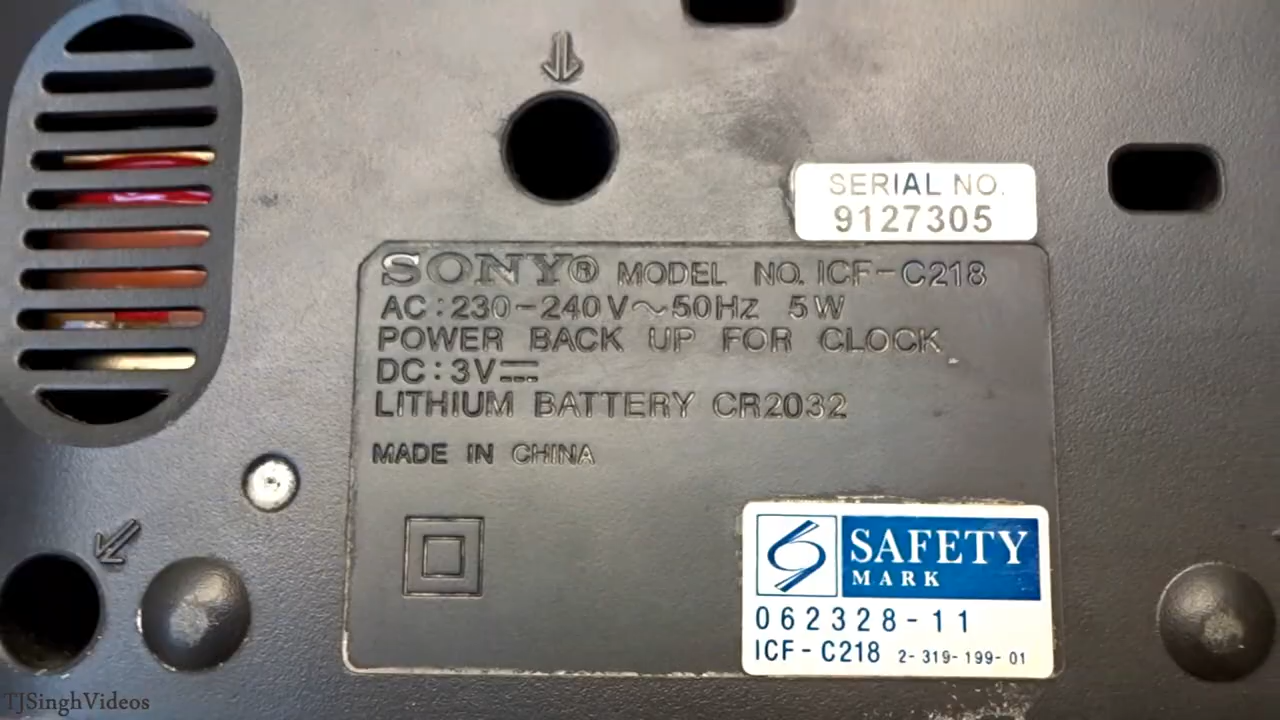 SERIAL NO.
9127305
SONY® MODEL NO. ICF-C218
AC: 230-240V~50Hz 5W
POWER BACK UP FOR CLOCK
DC: 3V⎓
LITHIUM BATTERY CR2032
MADE IN CHINA
SAFETY
MARK
062328-11
ICF-C218 2-319-199-01
TJSinghVideos